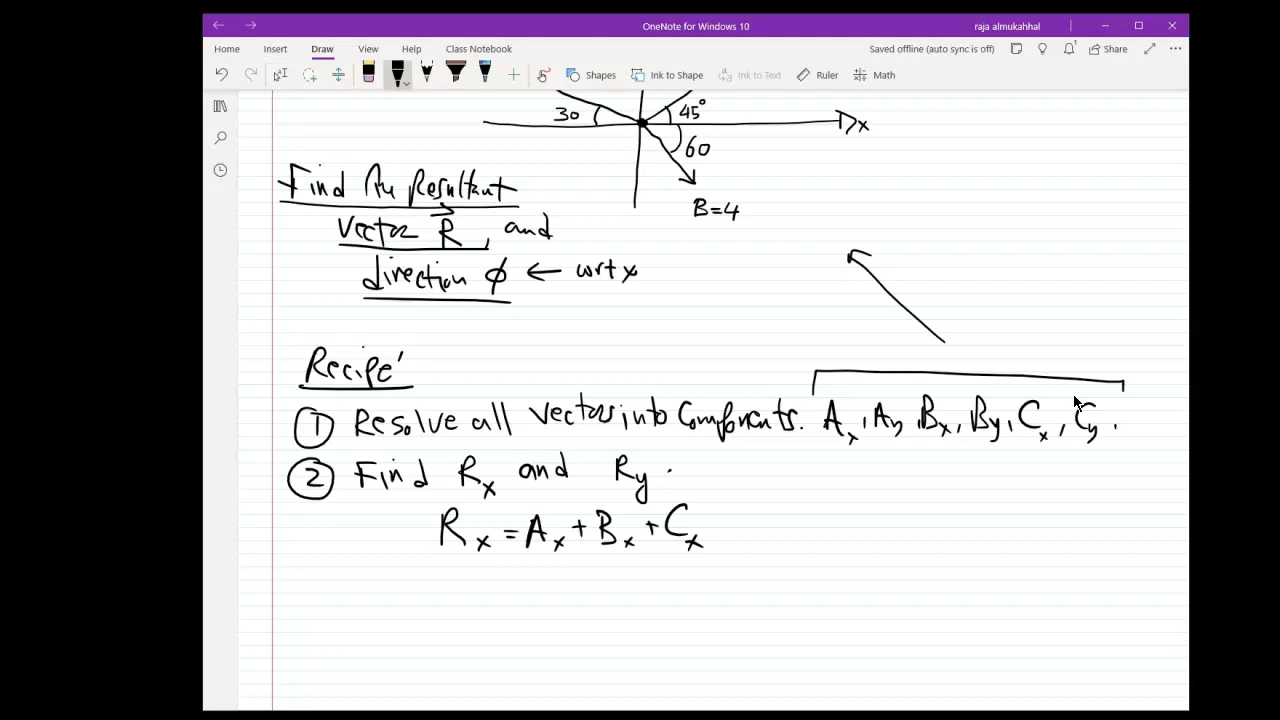 OneNote for Windows 10
raja almukahhal
Home Insert Draw View Help Class Notebook
Saved offline (auto sync is off)
Share
Shapes
Ink to Shape
Ink to Text
Ruler
Math
30
45°
x
60
B=4
Find the Resultant
Vector R, and
direction ϕ ← wrt x
Recipe
① Resolve all vectors into Components. Ax, Ay, Bx, By, Cx, Cy.
② Find Rx and Ry.
Rx = Ax + Bx + Cx